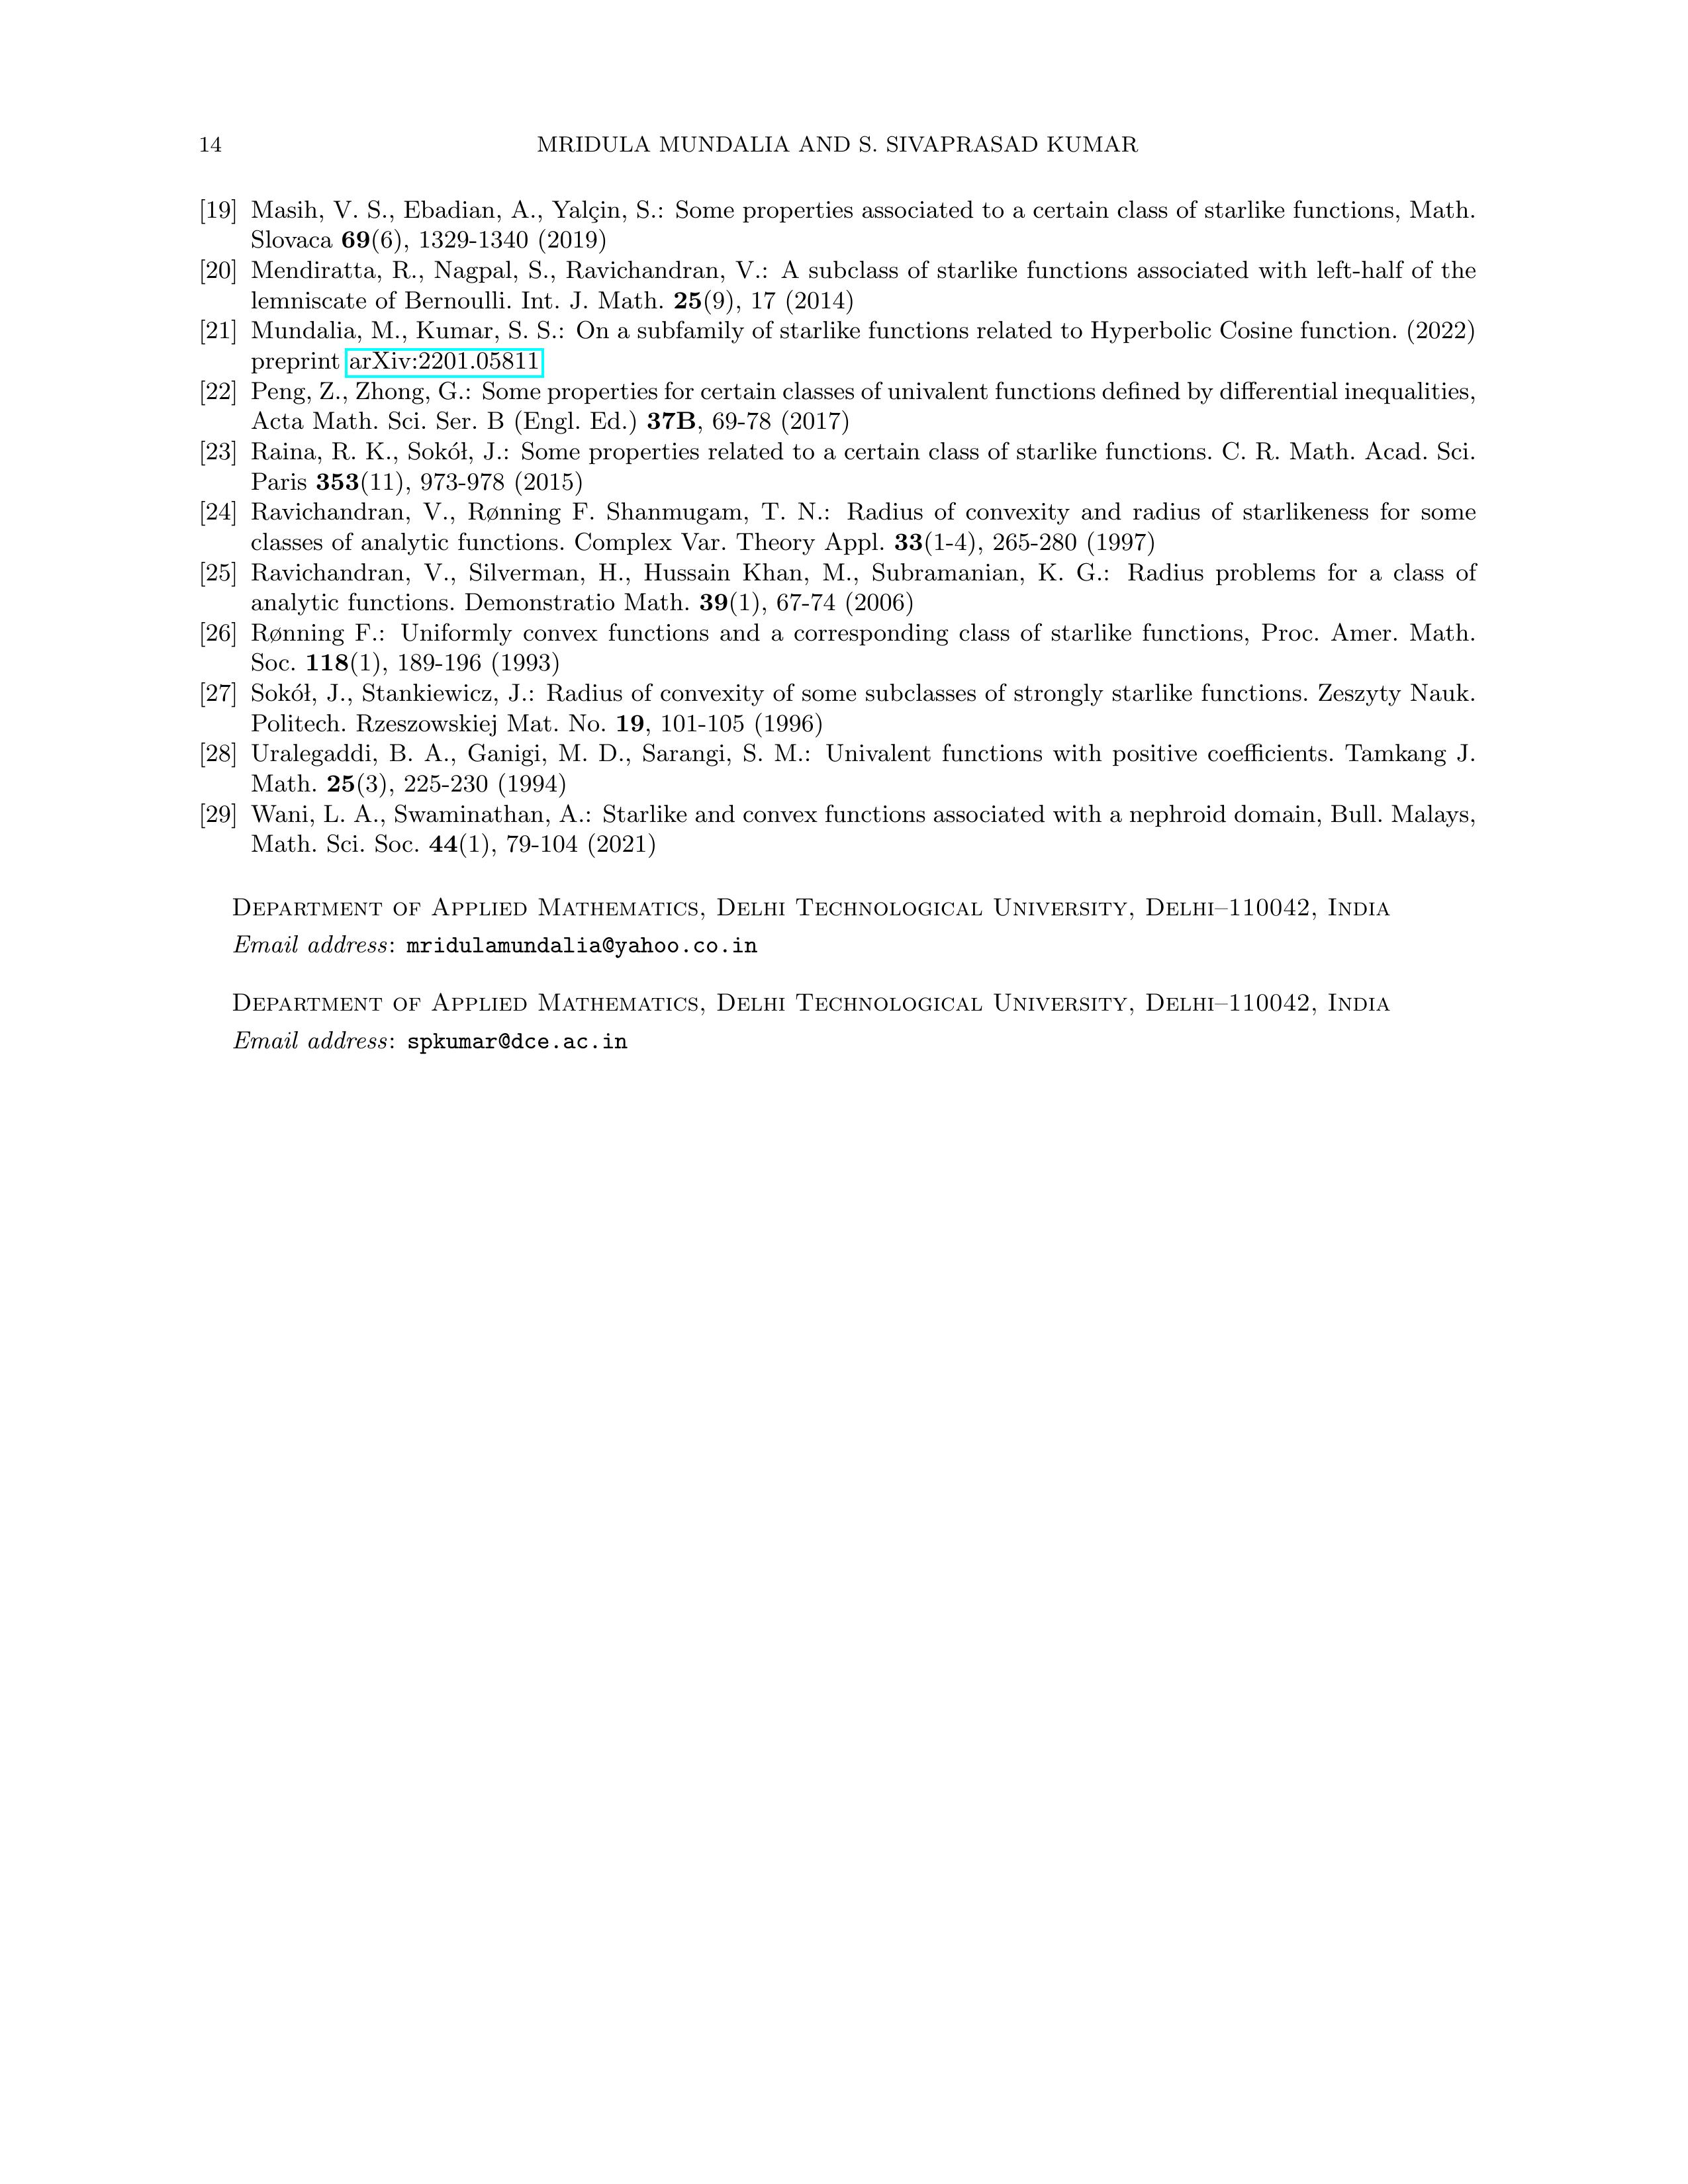 14 MRIDULA MUNDALIA AND S. SIVAPRASAD KUMAR
[19] Masih, V. S., Ebadian, A., Yalçin, S.: Some properties associated to a certain class of starlike functions, Math.
Slovaca 69(6), 1329-1340 (2019)
[20] Mendiratta, R., Nagpal, S., Ravichandran, V.: A subclass of starlike functions associated with left-half of the
lemniscate of Bernoulli. Int. J. Math. 25(9), 17 (2014)
[21] Mundalia, M., Kumar, S. S.: On a subfamily of starlike functions related to Hyperbolic Cosine function. (2022)
preprint arXiv:2201.05811
[22] Peng, Z., Zhong, G.: Some properties for certain classes of univalent functions defined by differential inequalities,
Acta Math. Sci. Ser. B (Engl. Ed.) 37B, 69-78 (2017)
[23] Raina, R. K., Sokół, J.: Some properties related to a certain class of starlike functions. C. R. Math. Acad. Sci.
Paris 353(11), 973-978 (2015)
[24] Ravichandran, V., Rønning F. Shanmugam, T. N.: Radius of convexity and radius of starlikeness for some
classes of analytic functions. Complex Var. Theory Appl. 33(1-4), 265-280 (1997)
[25] Ravichandran, V., Silverman, H., Hussain Khan, M., Subramanian, K. G.: Radius problems for a class of
analytic functions. Demonstratio Math. 39(1), 67-74 (2006)
[26] Rønning F.: Uniformly convex functions and a corresponding class of starlike functions, Proc. Amer. Math.
Soc. 118(1), 189-196 (1993)
[27] Sokół, J., Stankiewicz, J.: Radius of convexity of some subclasses of strongly starlike functions. Zeszyty Nauk.
Politech. Rzeszowskiej Mat. No. 19, 101-105 (1996)
[28] Uralegaddi, B. A., Ganigi, M. D., Sarangi, S. M.: Univalent functions with positive coefficients. Tamkang J.
Math. 25(3), 225-230 (1994)
[29] Wani, L. A., Swaminathan, A.: Starlike and convex functions associated with a nephroid domain, Bull. Malays,
Math. Sci. Soc. 44(1), 79-104 (2021)
Department of Applied Mathematics, Delhi Technological University, Delhi–110042, India
Email address: mridulamundalia@yahoo.co.in
Department of Applied Mathematics, Delhi Technological University, Delhi–110042, India
Email address: spkumar@dce.ac.in